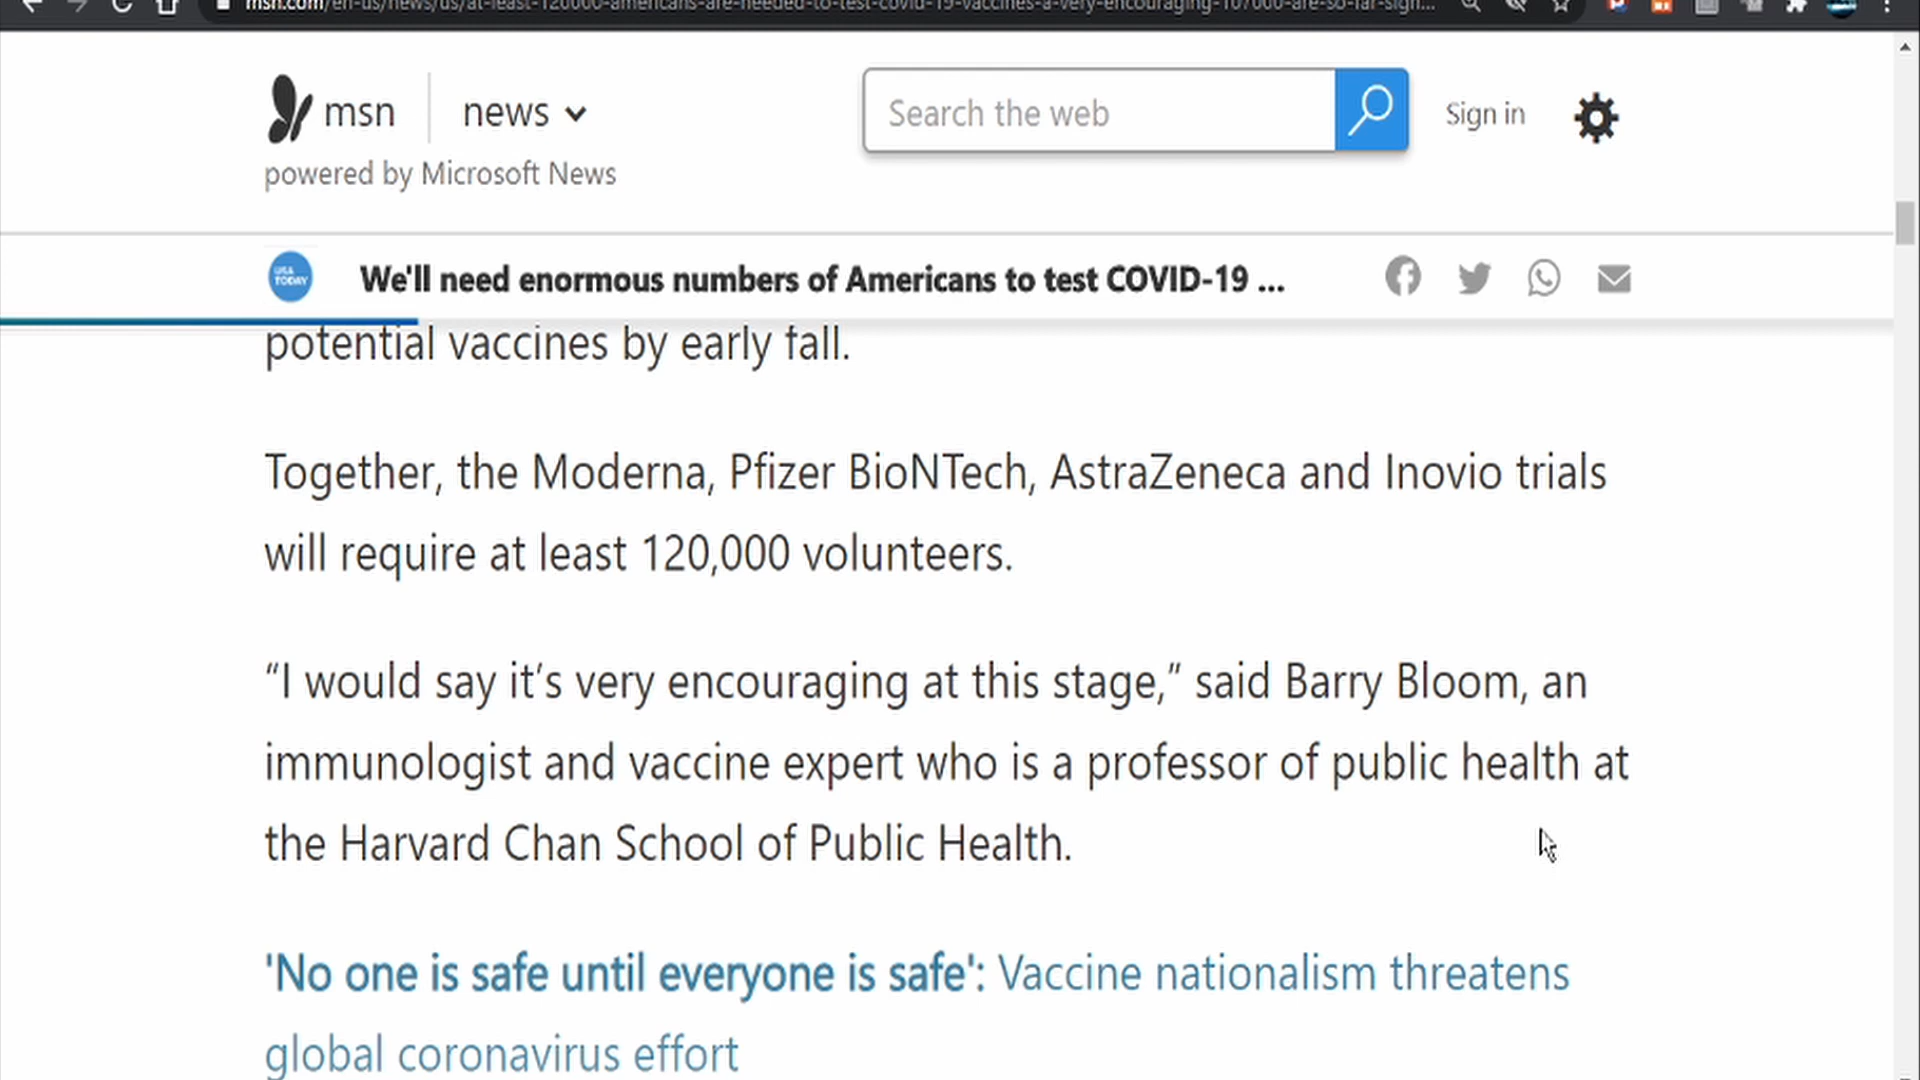 msn.com/en-us/news/us/at-least-120000-americans-are-needed-to-test-covid-19-vaccines-a-very-encouraging-107000-are-so-far-sign...
msn news
Search the web
Sign in
powered by Microsoft News
USA TODAY
We'll need enormous numbers of Americans to test COVID-19 ...
potential vaccines by early fall.
Together, the Moderna, Pfizer BioNTech, AstraZeneca and Inovio trials
will require at least 120,000 volunteers.
“I would say it’s very encouraging at this stage,” said Barry Bloom, an
immunologist and vaccine expert who is a professor of public health at
the Harvard Chan School of Public Health.
'No one is safe until everyone is safe': Vaccine nationalism threatens
global coronavirus effort